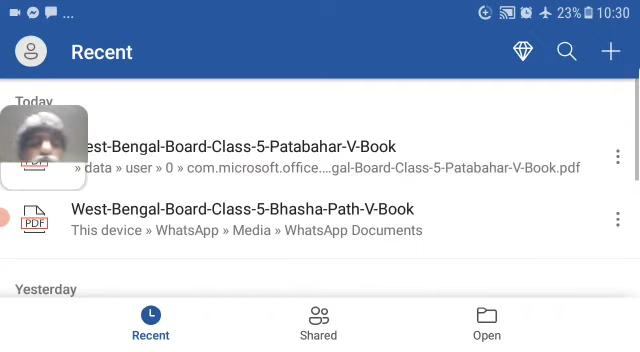 ... 23% 10:30
Recent
Today
est-Bengal-Board-Class-5-Patabahar-V-Book
» data » user » 0 » com.microsoft.office....gal-Board-Class-5-Patabahar-V-Book.pdf
West-Bengal-Board-Class-5-Bhasha-Path-V-Book
PDF
This device » WhatsApp » Media » WhatsApp Documents
Yesterday
Recent Shared Open